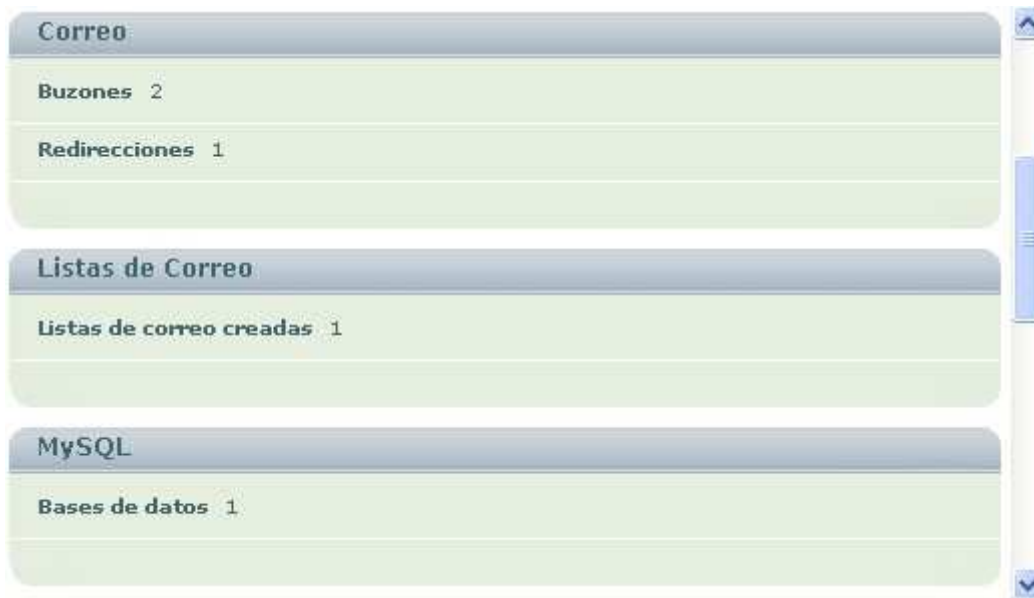 Correo
Buzones 2
Redirecciones 1
Listas de Correo
Listas de correo creadas 1
MySQL
Bases de datos 1